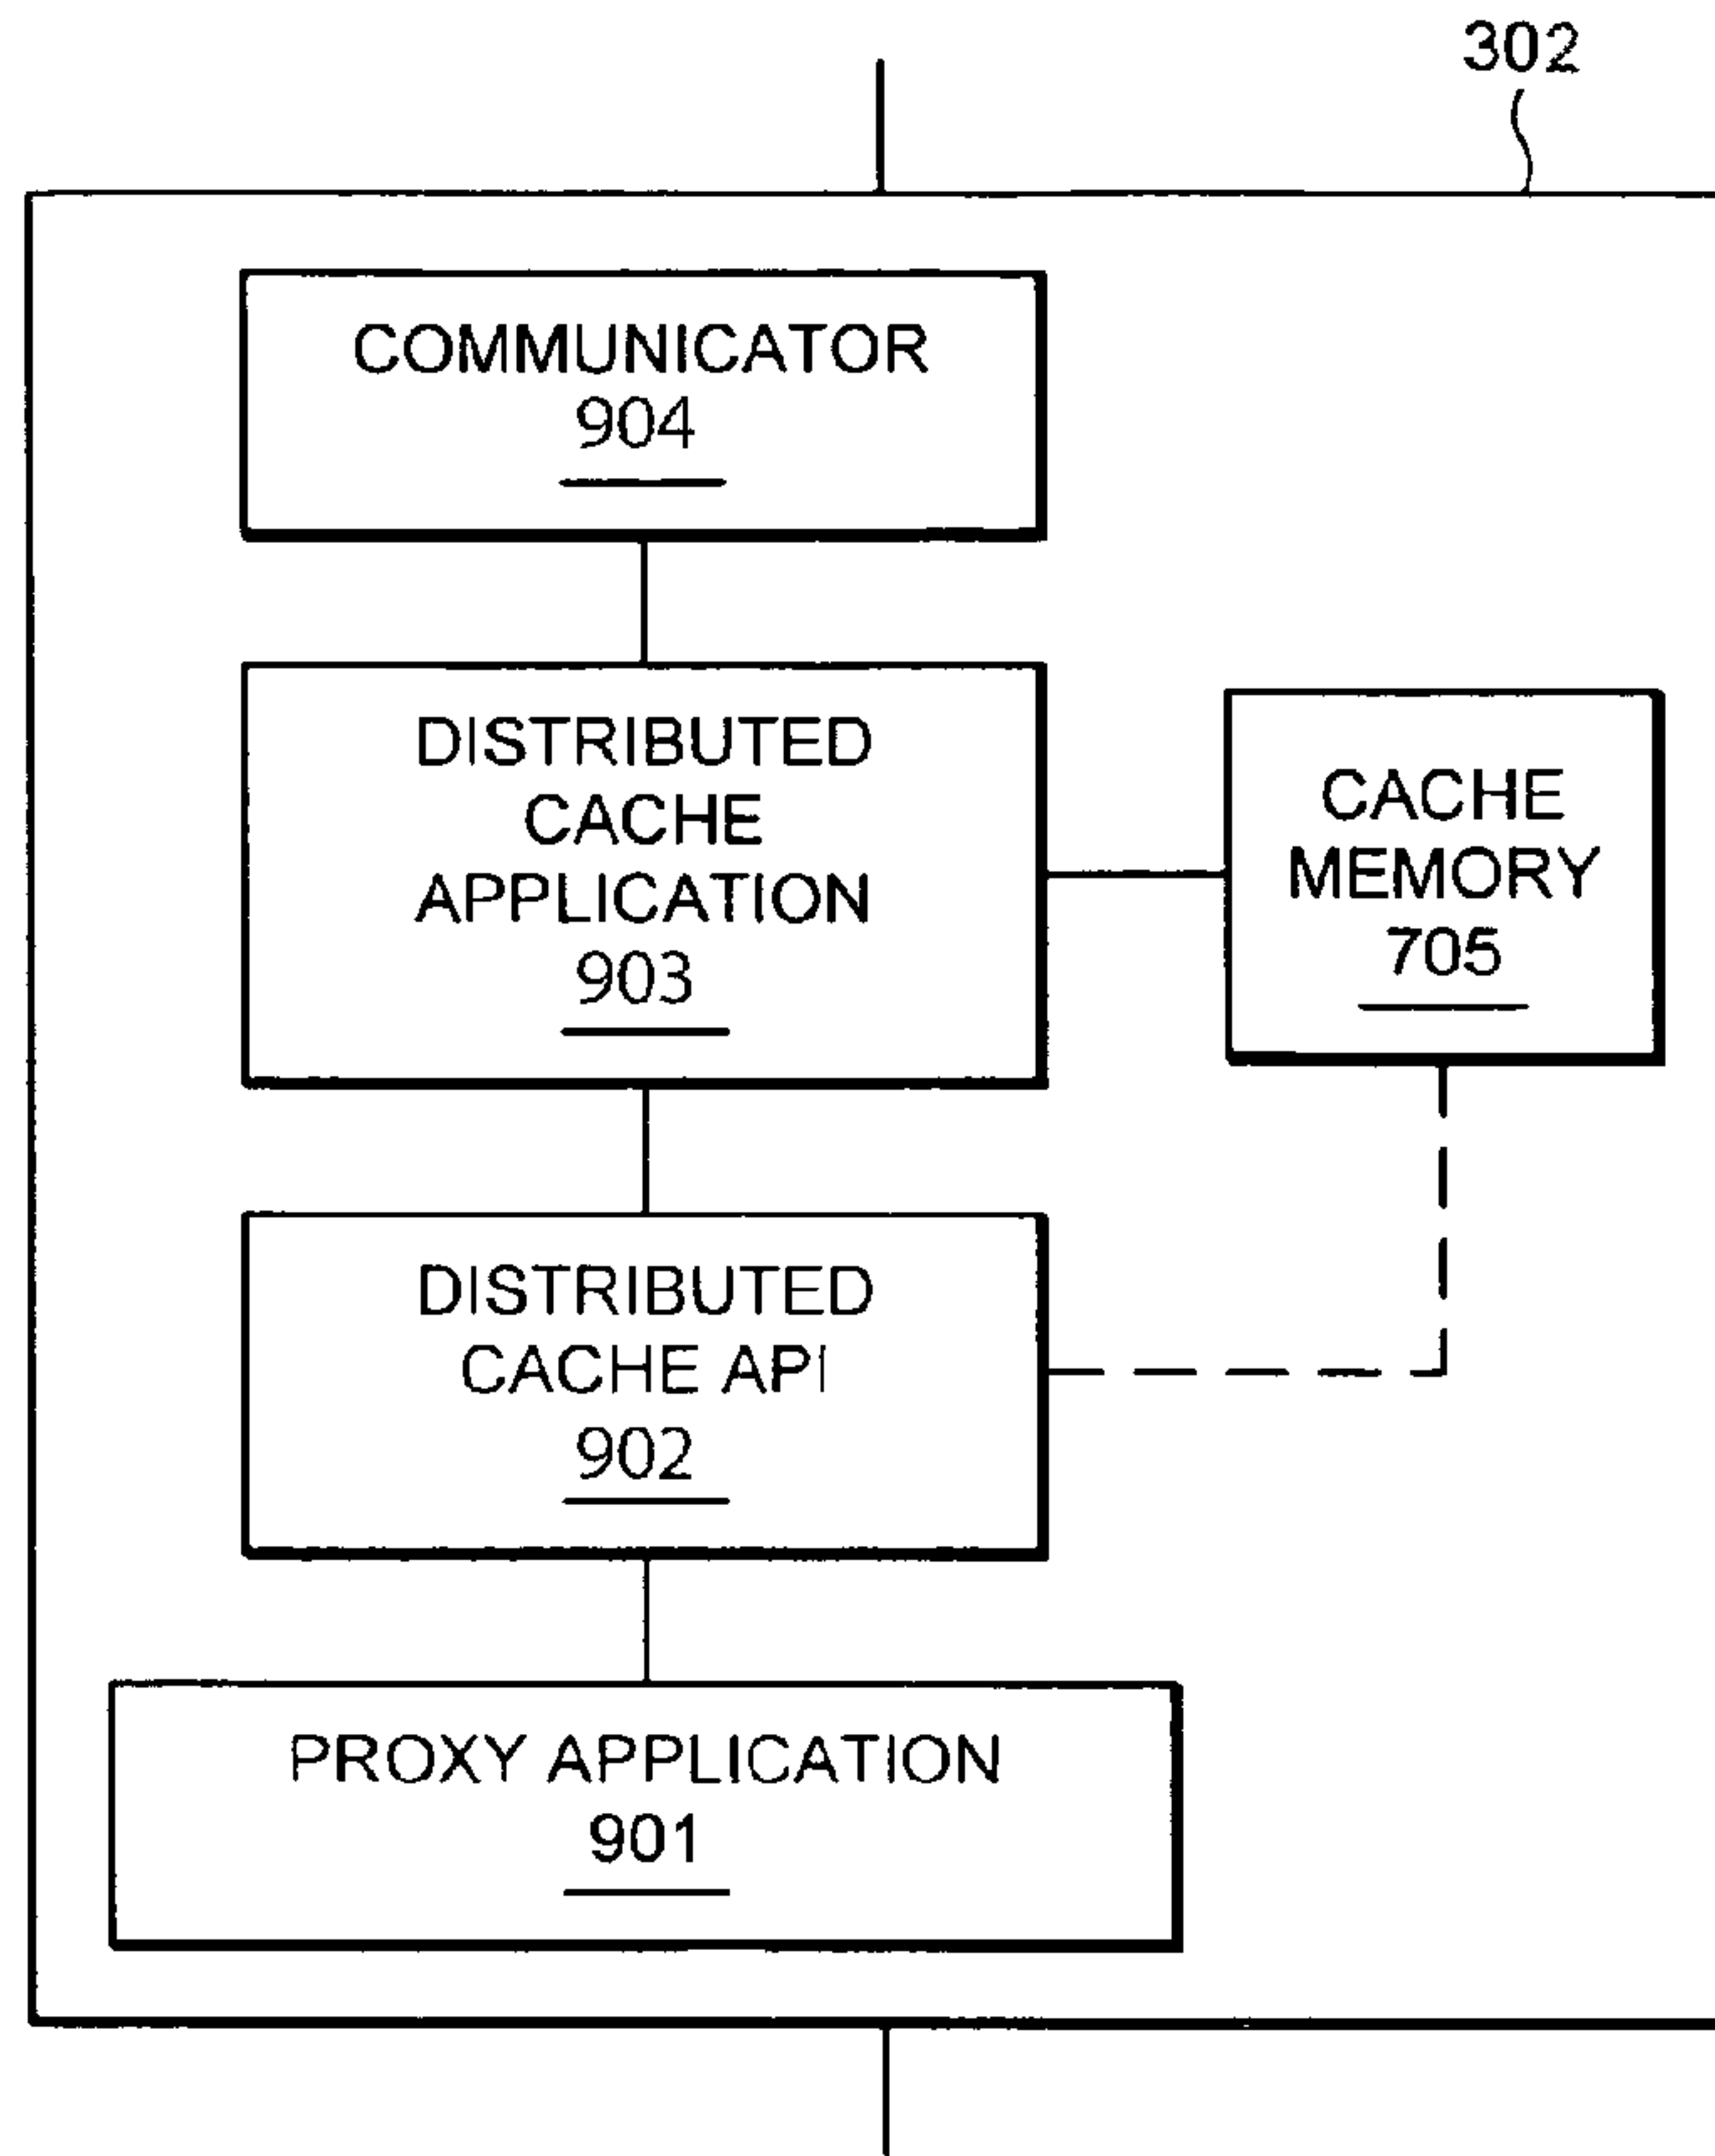 302
COMMUNICATOR
904
DISTRIBUTED
CACHE
APPLICATION
903
CACHE
MEMORY
705
DISTRIBUTED
CACHE API
902
PROXY APPLICATION
901